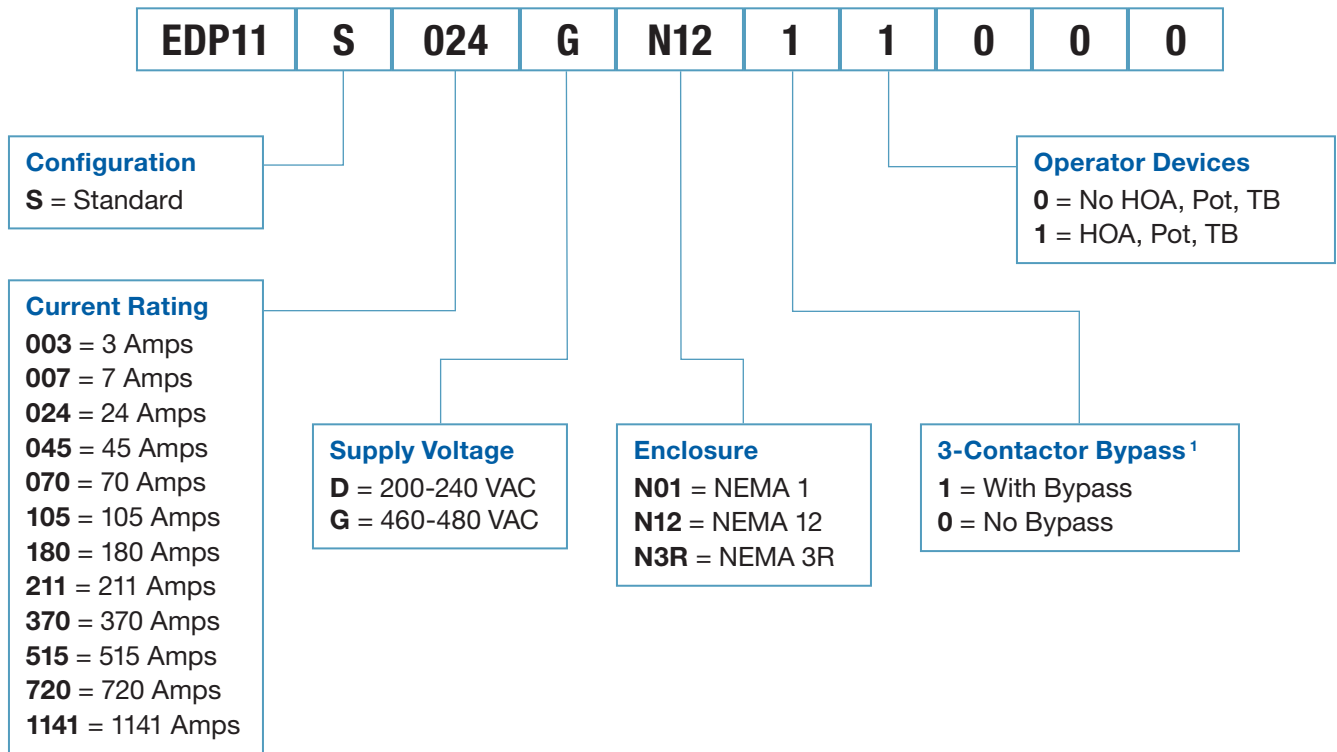 EDP11 S 024 G N12 1 1 0 0 0
Configuration
S = Standard
Operator Devices
0 = No HOA, Pot, TB
1 = HOA, Pot, TB
Current Rating
003 = 3 Amps
007 = 7 Amps
024 = 24 Amps
045 = 45 Amps
070 = 70 Amps
105 = 105 Amps
180 = 180 Amps
211 = 211 Amps
370 = 370 Amps
515 = 515 Amps
720 = 720 Amps
1141 = 1141 Amps
Supply Voltage
D = 200-240 VAC
G = 460-480 VAC
Enclosure
N01 = NEMA 1
N12 = NEMA 12
N3R = NEMA 3R
3-Contactor Bypass 1
1 = With Bypass
0 = No Bypass